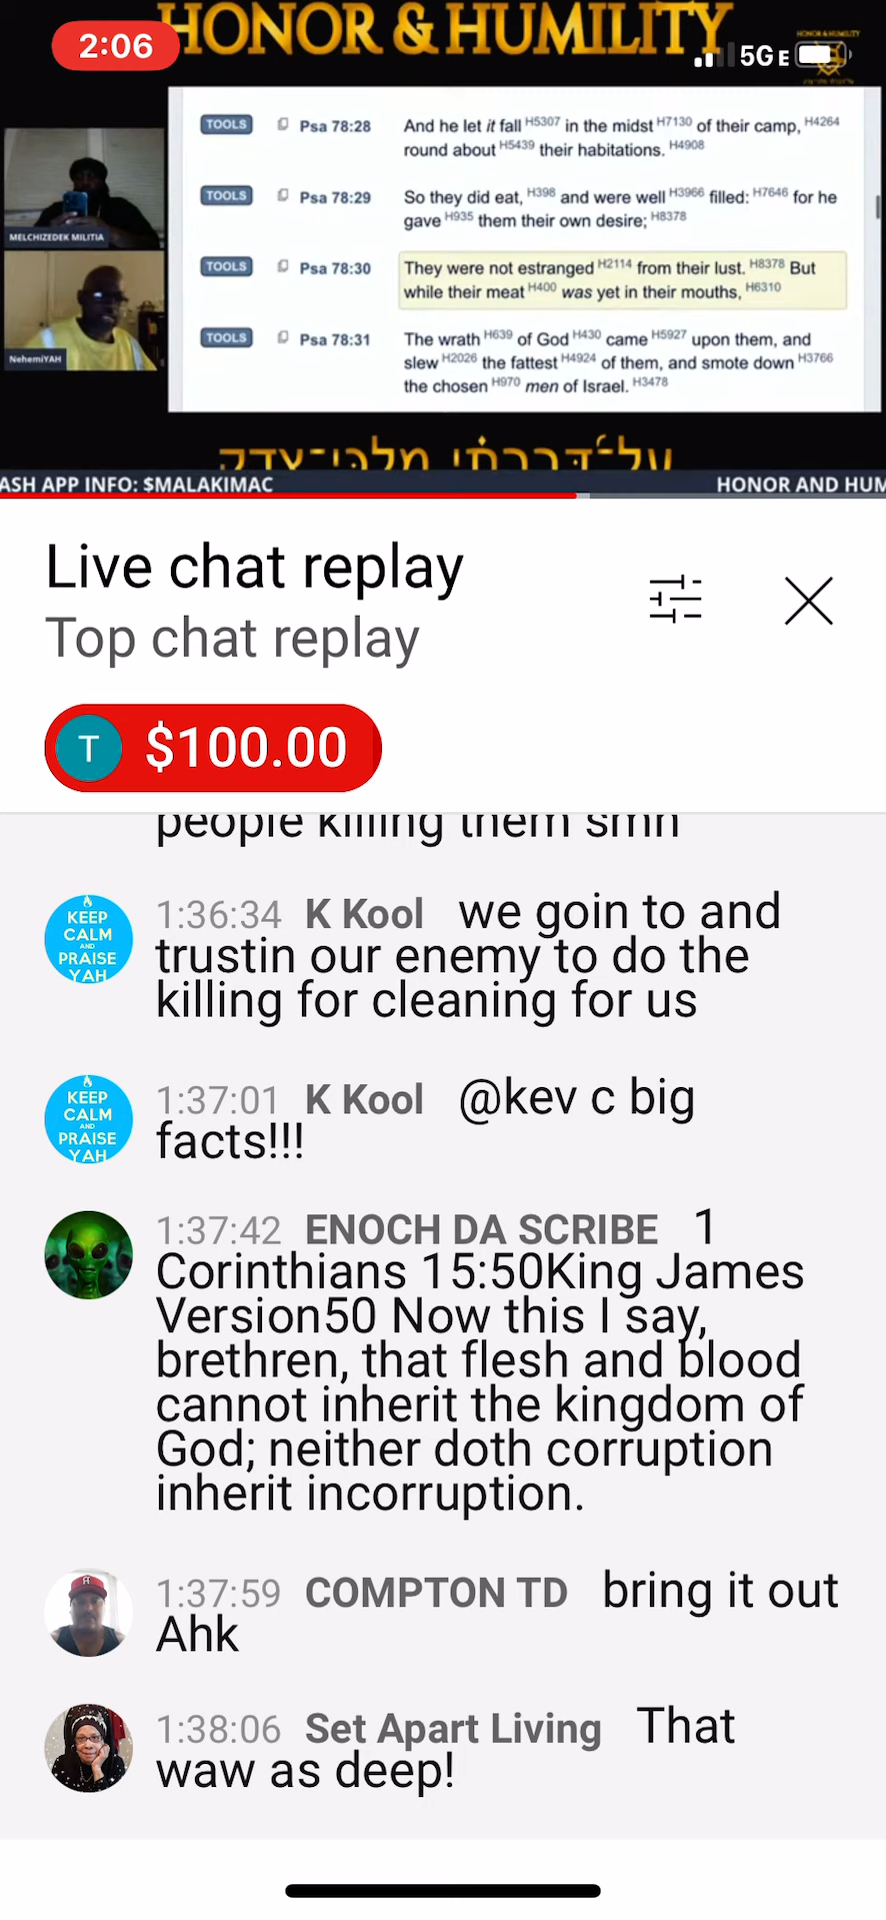 HONOR & HUMILITY
2:06
5GE
HONOR & HUMILITY
TOOLS Psa 78:28 And he let it fall H5307 in the midst H7130 of their camp, H4264
round about H5439 their habitations. H4908
TOOLS Psa 78:29 So they did eat, H398 and were well H3966 filled: H7646 for he
gave H935 them their own desire; H8378
TOOLS Psa 78:30 They were not estranged H2114 from their lust. H8378 But
while their meat H400 was yet in their mouths, H6310
TOOLS Psa 78:31 The wrath H639 of God H430 came H5927 upon them, and
slew H2026 the fattest H4924 of them, and smote down H3766
the chosen H970 men of Israel. H3478
MELCHIZEDEK MILITIA
NehemiYAH
על־דברתי מלכי־צדק
ASH APP INFO: $MALAKIMAC HONOR AND HUM
Live chat replay
Top chat replay
T $100.00
people killing them smh
KEEP
CALM
AND
PRAISE
YAH
1:36:34 K Kool we goin to and
trustin our enemy to do the
killing for cleaning for us
KEEP
CALM
AND
PRAISE
YAH
1:37:01 K Kool @kev c big
facts!!!
1:37:42 ENOCH DA SCRIBE 1
Corinthians 15:50King James
Version50 Now this I say,
brethren, that flesh and blood
cannot inherit the kingdom of
God; neither doth corruption
inherit incorruption.
1:37:59 COMPTON TD bring it out
Ahk
1:38:06 Set Apart Living That
waw as deep!